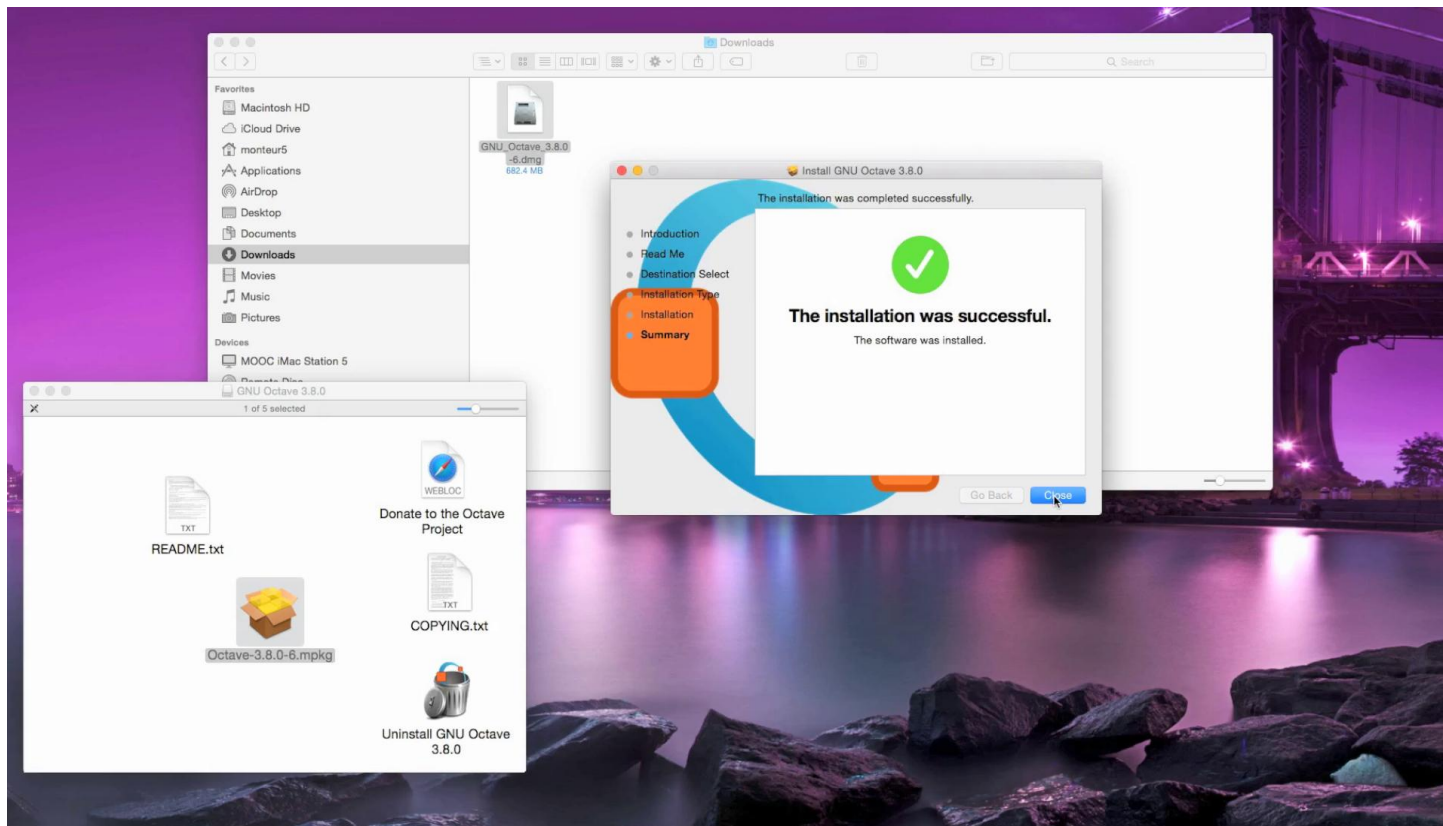 Downloads
Search
Favorites
Macintosh HD
iCloud Drive
monteur5
Applications
AirDrop
Desktop
Documents
Downloads
Movies
Music
Pictures
Devices
MOOC iMac Station 5
Remote Disc
GNU_Octave_3.8.0
-6.dmg
682.4 MB
Install GNU Octave 3.8.0
The installation was completed successfully.
Introduction
Read Me
Destination Select
Installation Type
Installation
Summary
The installation was successful.
The software was installed.
Go Back
Close
GNU Octave 3.8.0
1 of 5 selected
WEBLOC
Donate to the Octave
Project
TXT
README.txt
TXT
COPYING.txt
Octave-3.8.0-6.mpkg
Uninstall GNU Octave
3.8.0